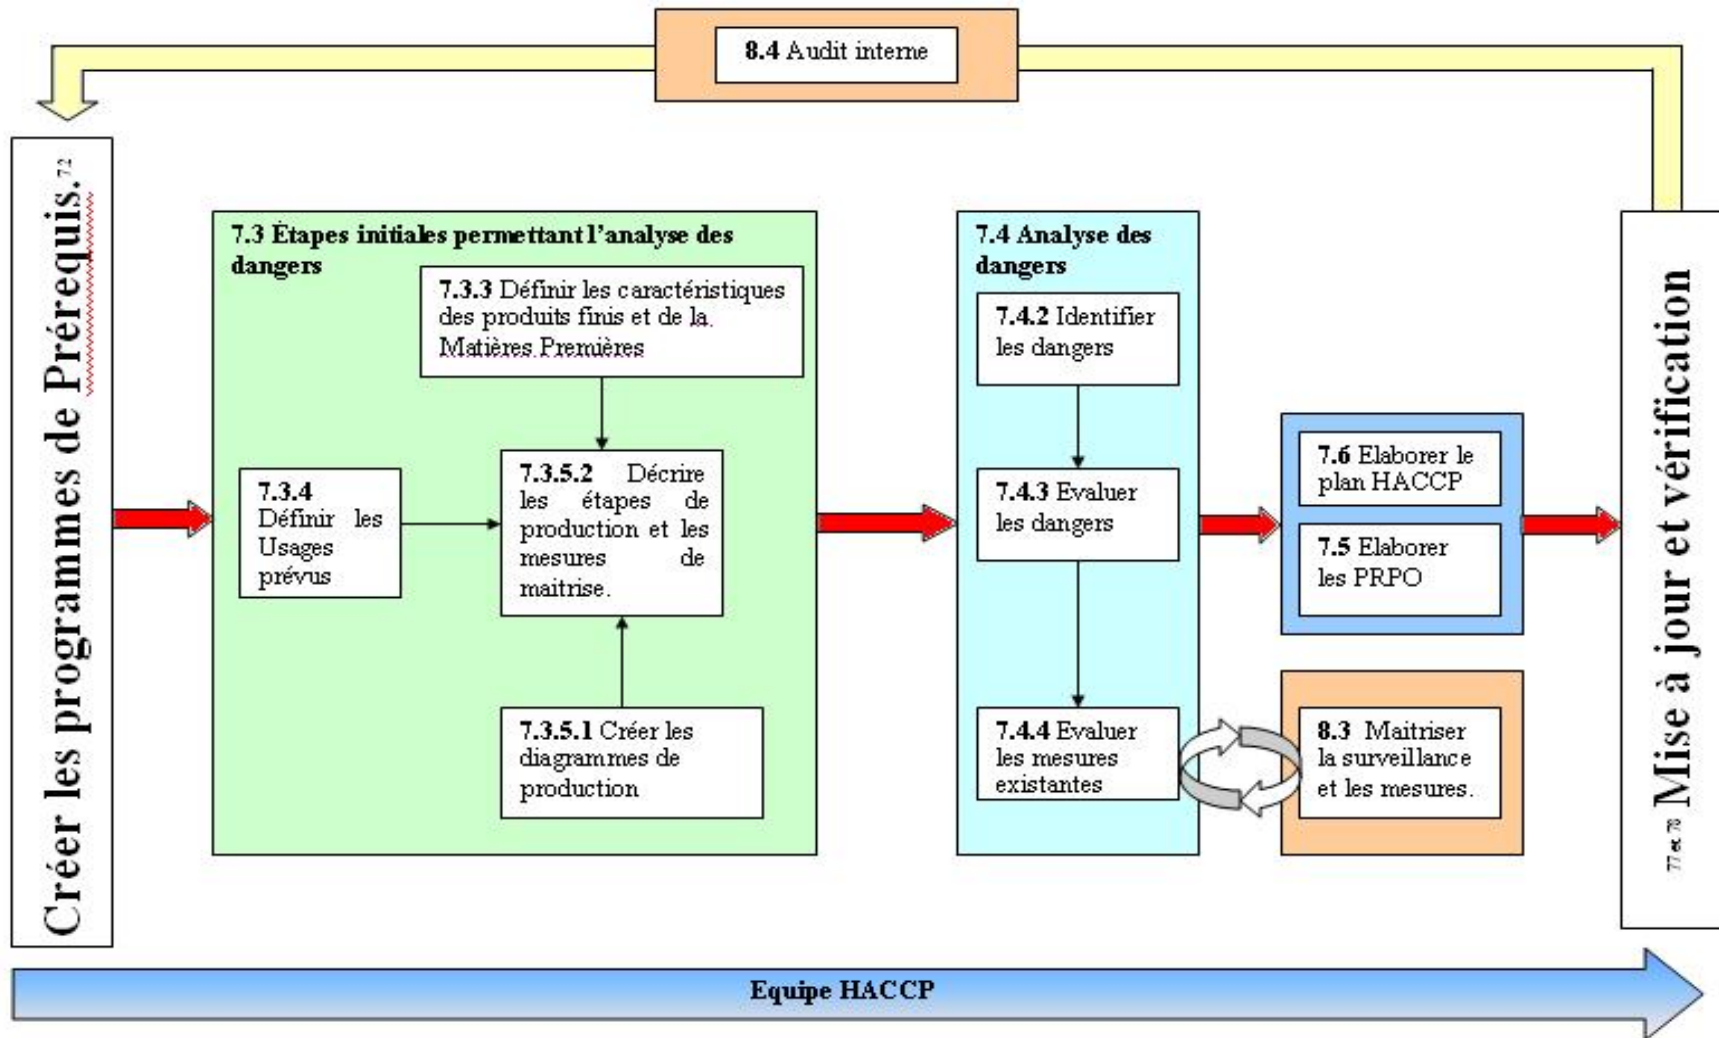 8.4 Audit interne
Créer les programmes de Prérequis.72
7.3 Étapes initiales permettant l'analyse des
dangers
7.3.3 Définir les caractéristiques
des produits finis et de la
Matières Premières
7.3.4
Définir les
Usages
prévus
7.3.5.2 Décrire
les étapes de
production et les
mesures de
maitrise.
7.3.5.1 Créer les
diagrammes de
production
7.4 Analyse des
dangers
7.4.2 Identifier
les dangers
7.4.3 Evaluer
les dangers
7.4.4 Evaluer
les mesures
existantes
7.6 Elaborer le
plan HACCP
7.5 Elaborer
les PRPO
8.3 Maitriser
la surveillance
et les mesures.
77 et 78 Mise à jour et vérification
Equipe HACCP